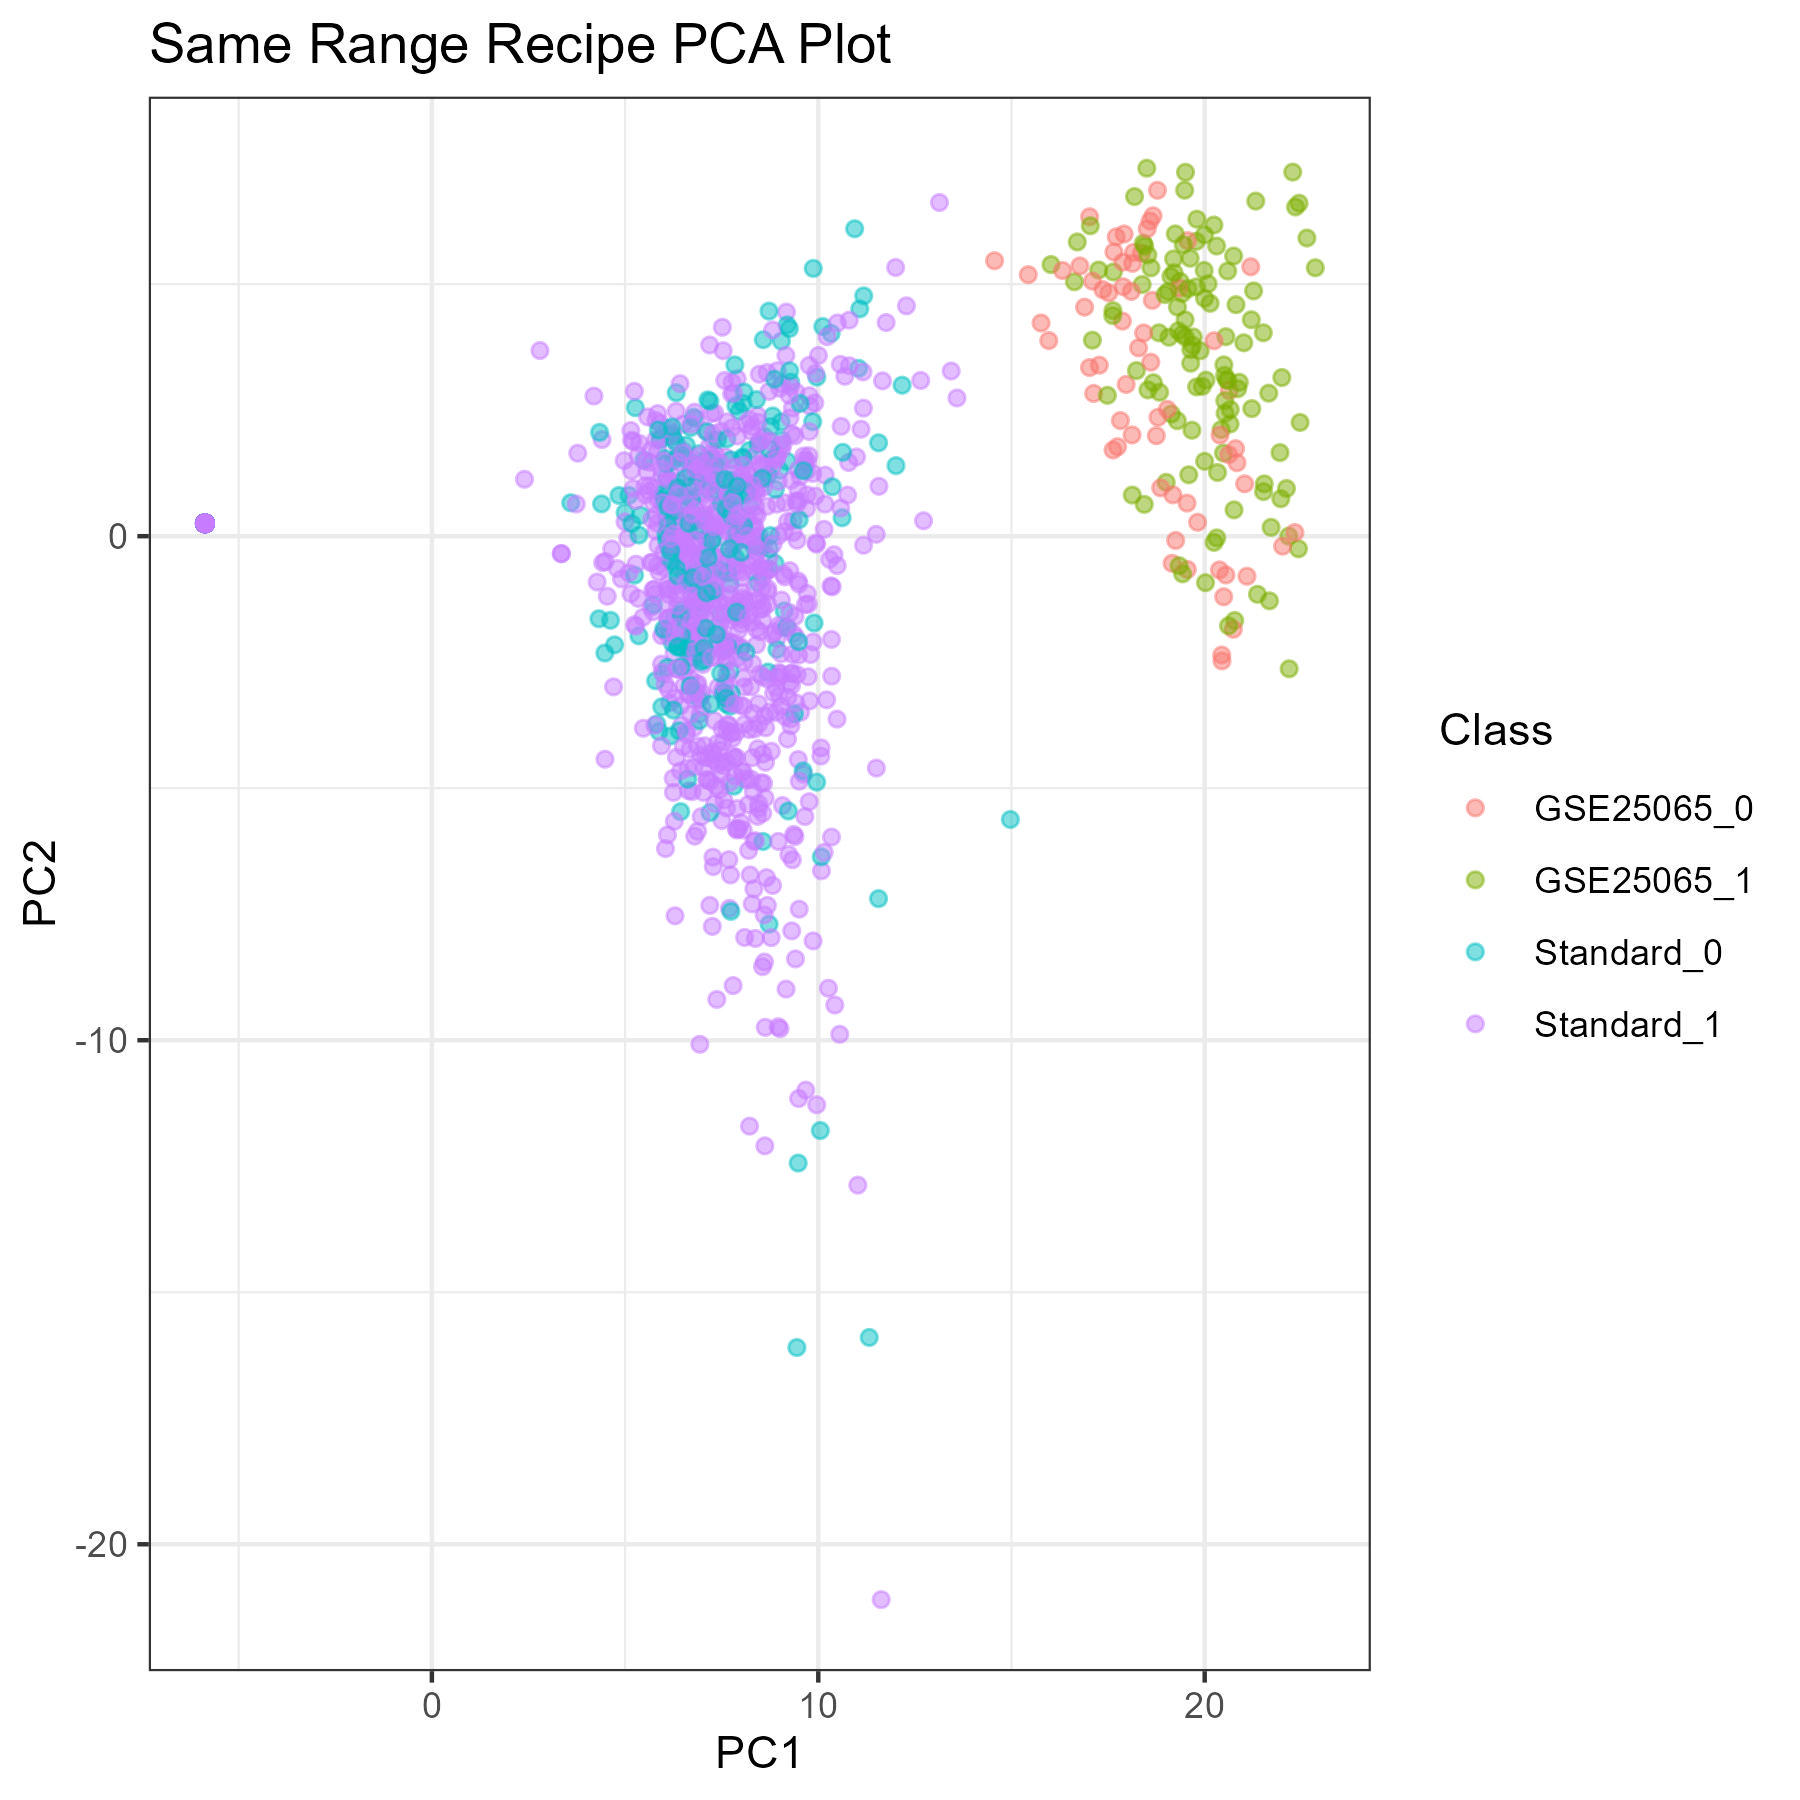 Same Range Recipe PCA Plot
0
-10
-20
PC2
0
10
20
PC1
Class
GSE25065_0
GSE25065_1
Standard_0
Standard_1